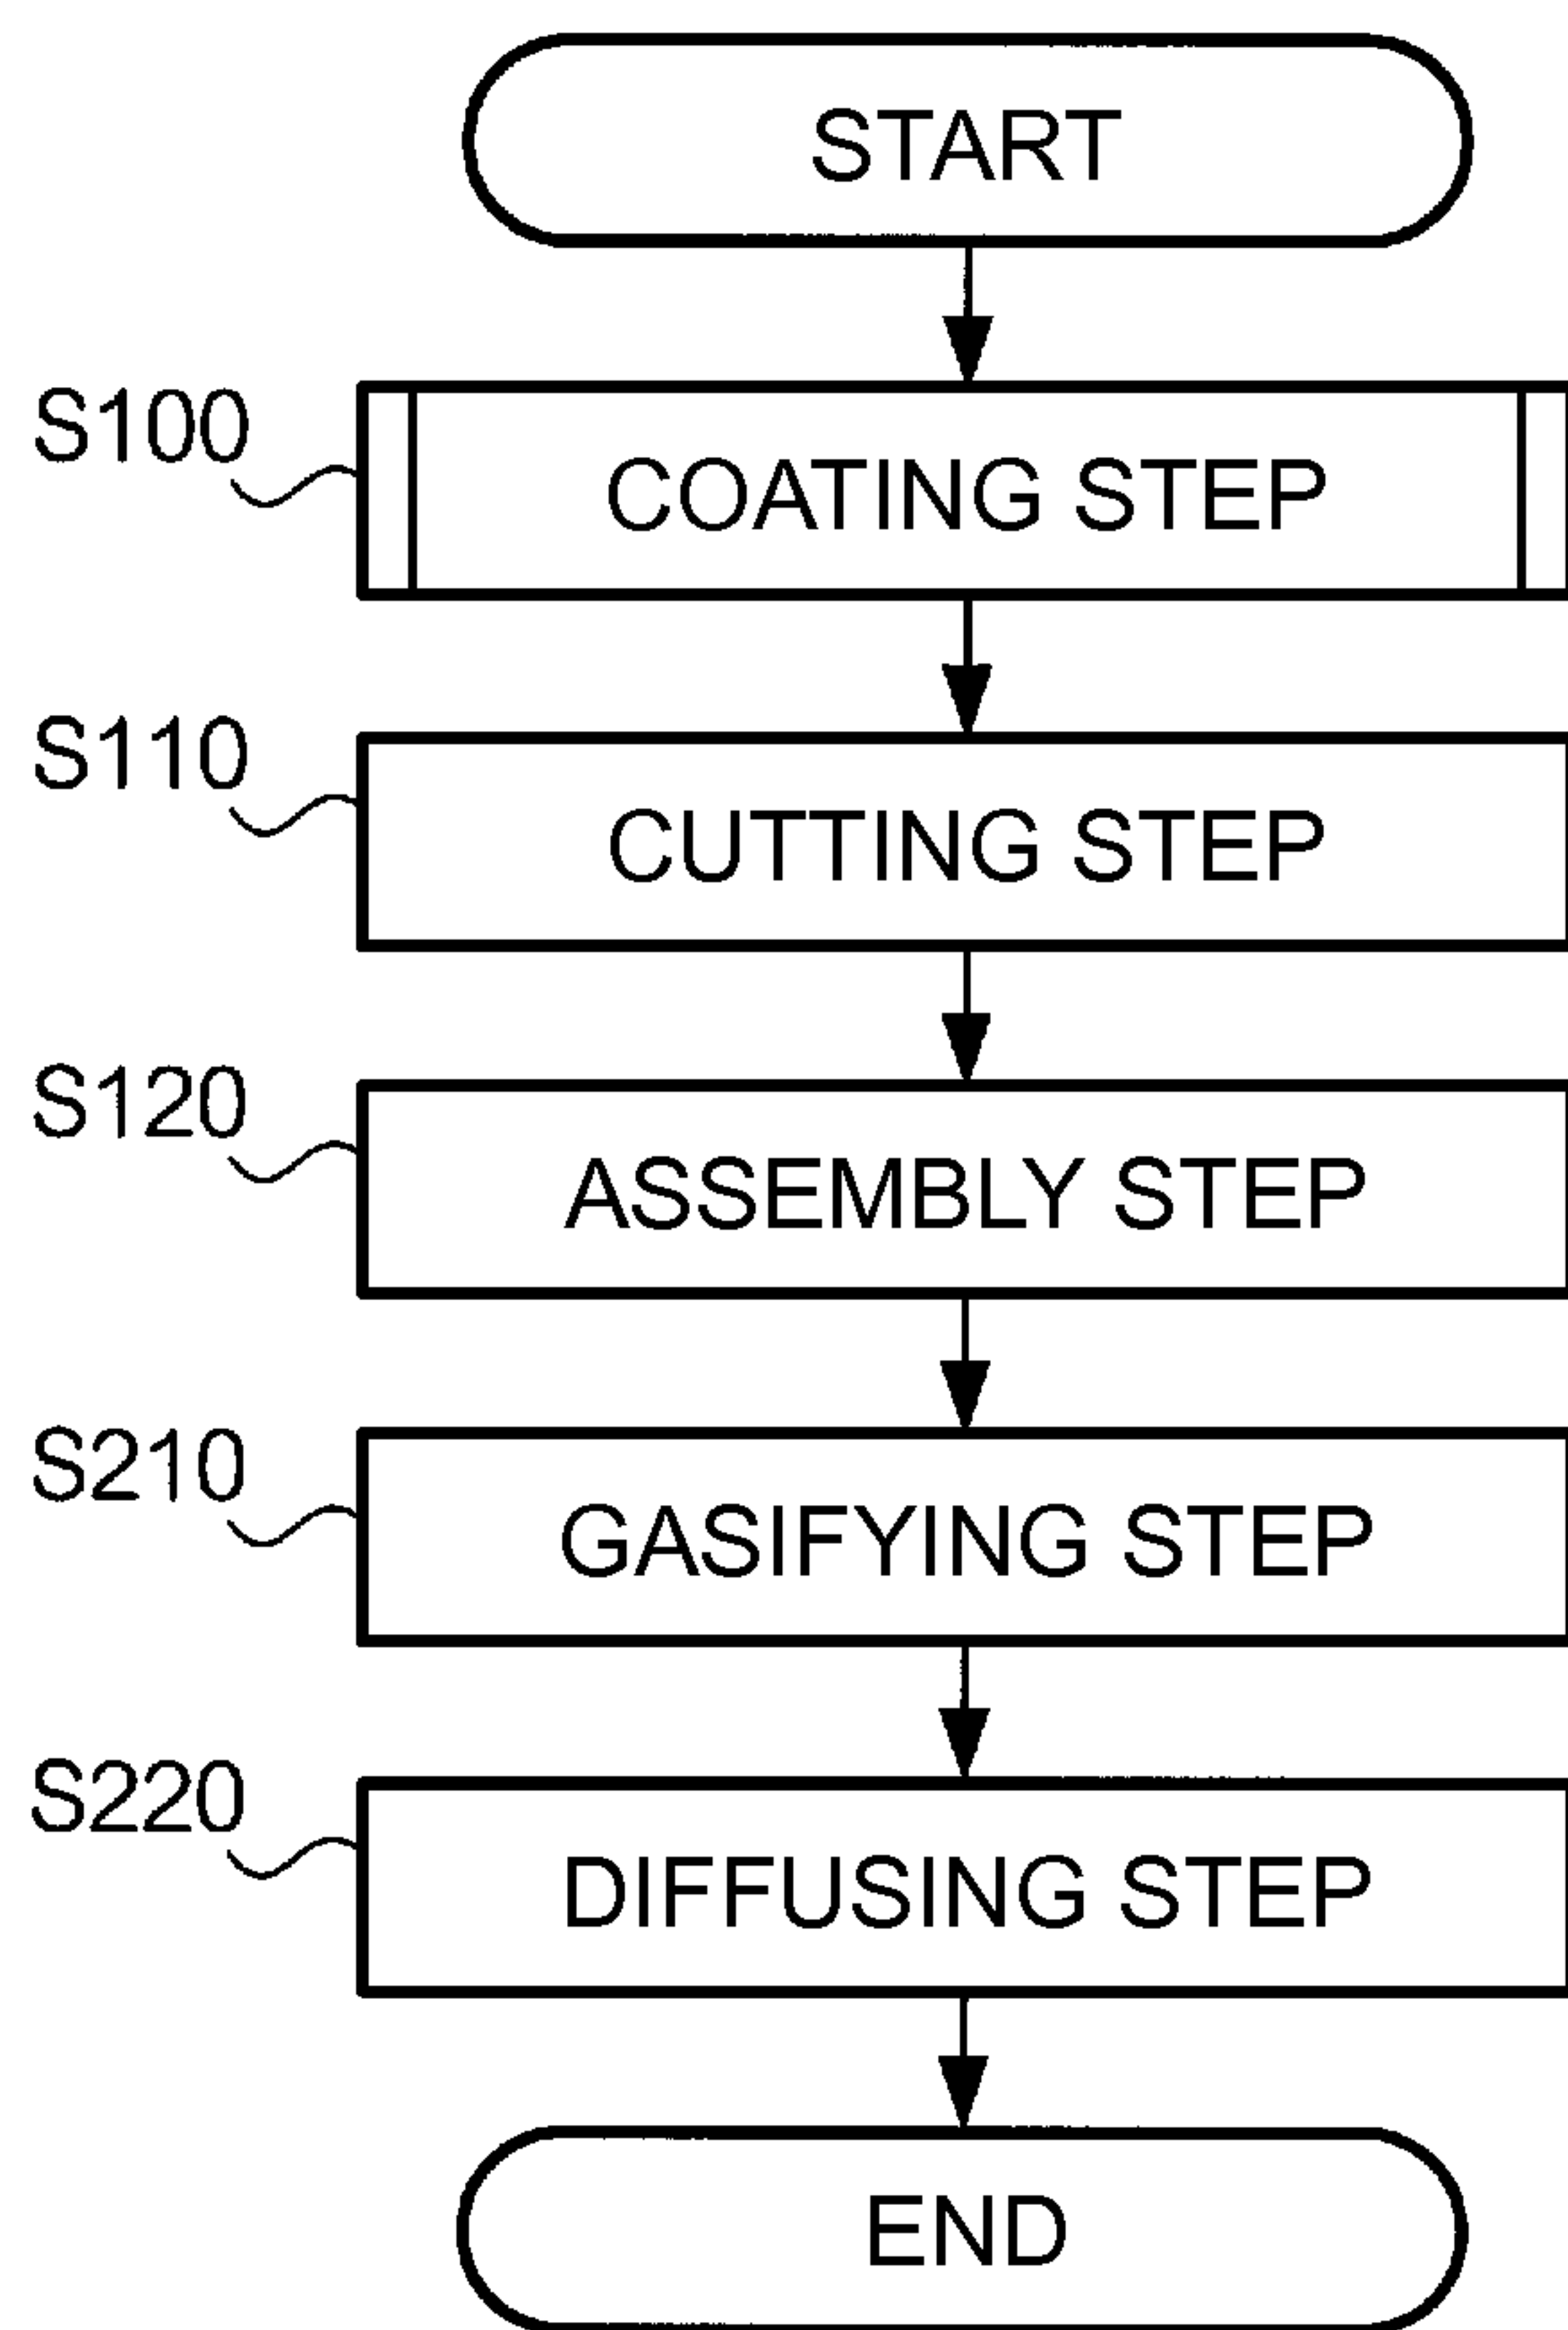 START
S100
COATING STEP
S110
CUTTING STEP
S120
ASSEMBLY STEP
S210
GASIFYING STEP
S220
DIFFUSING STEP
END